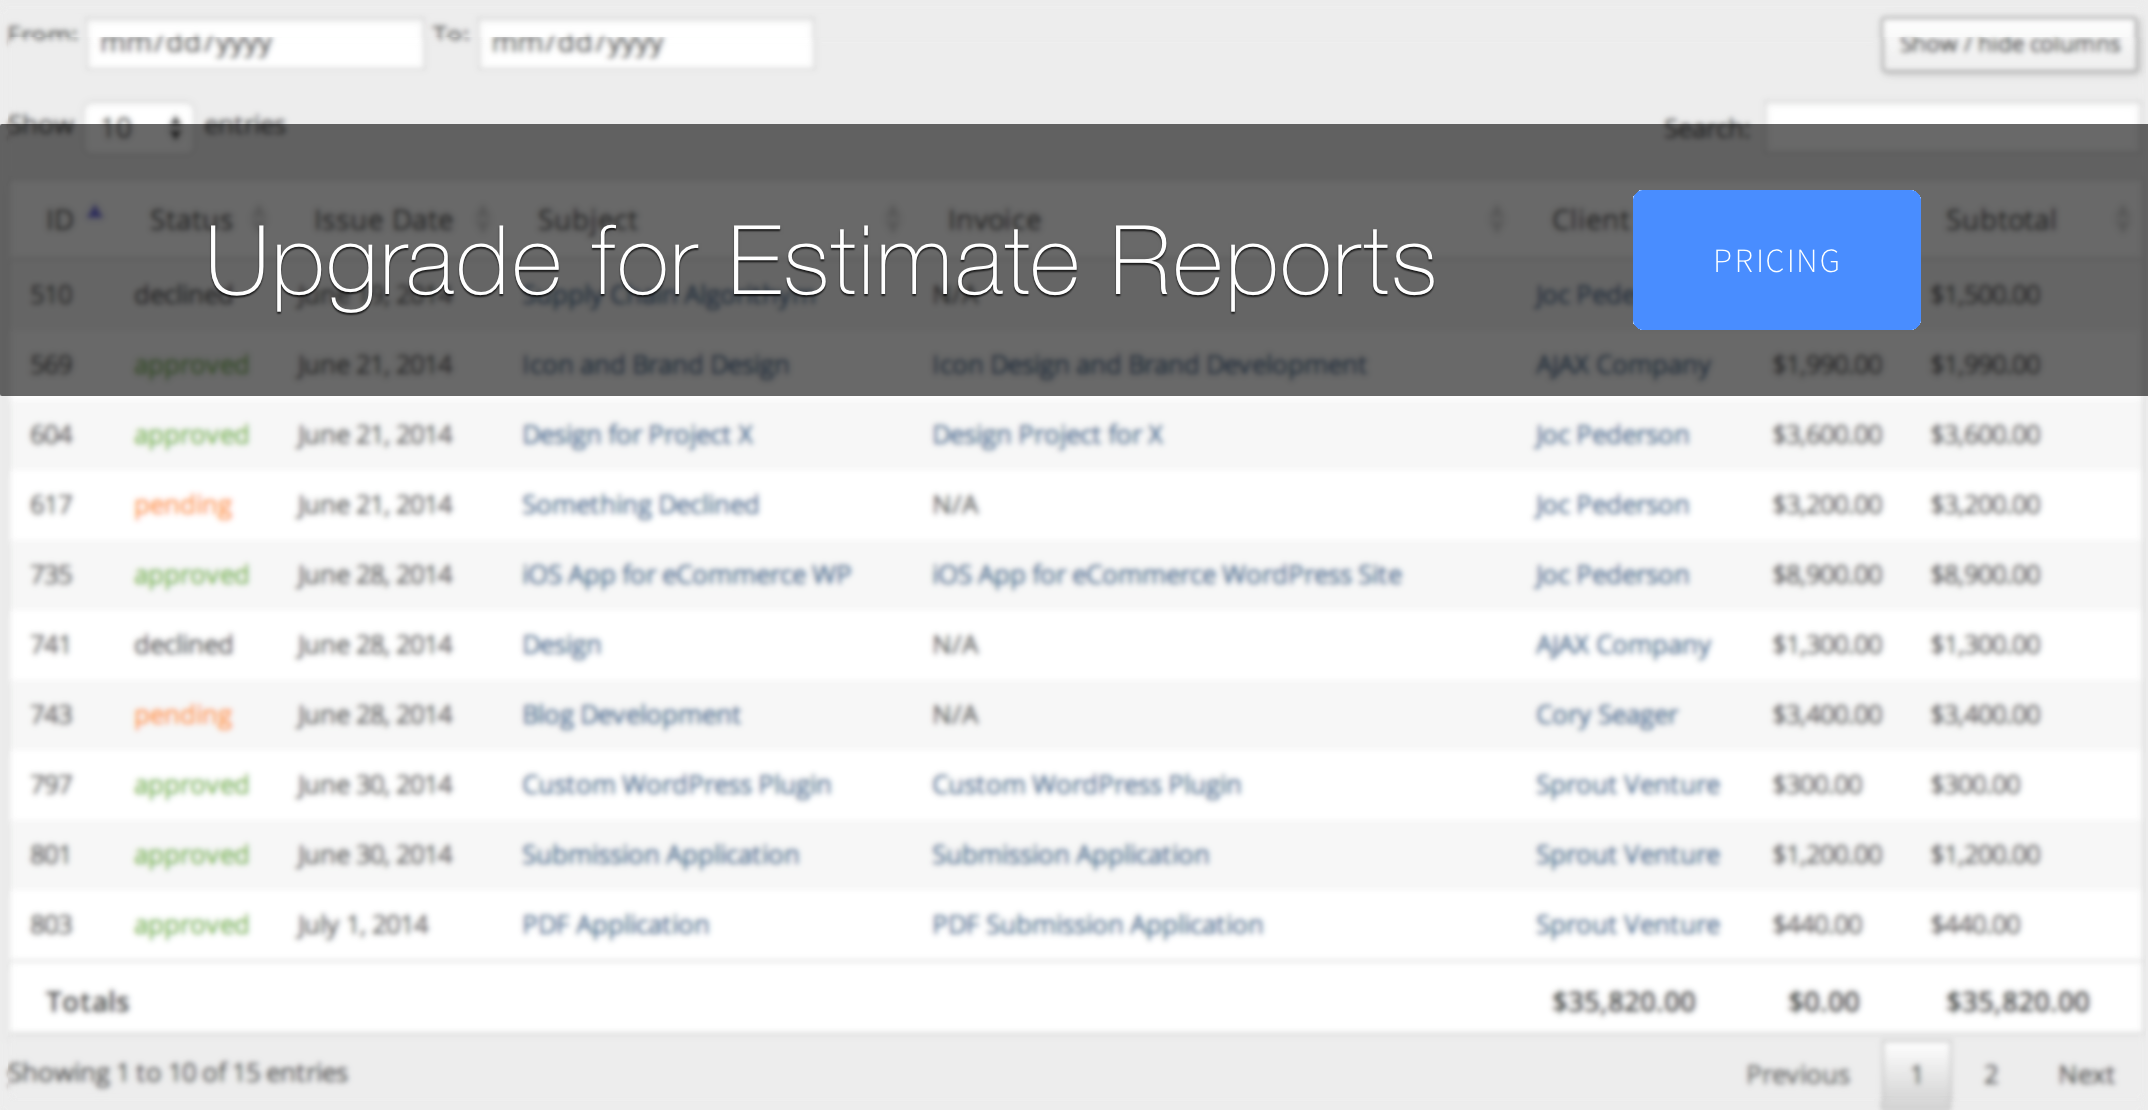 From: mm/dd/yyyy To: mm/dd/yyyy Show / hide columns
Show 10 entries Search:
ID Status Issue Date Subject Invoice Client Subtotal
Upgrade for Estimate Reports PRICING
510 declined 2014 Supply Chain N/A Joc $1,500.00
569 approved June 21, 2014 Icon and Brand Design Icon Design and Brand Development AJAX Company $1,990.00 $1,990.00
604 approved June 21, 2014 Design for Project X Design Project for X Joc Pederson $3,600.00 $3,600.00
617 pending June 21, 2014 Something Declined N/A Joc Pederson $3,200.00 $3,200.00
735 approved June 28, 2014 iOS App for eCommerce WP iOS App for eCommerce WordPress Site Joc Pederson $8,900.00 $8,900.00
741 declined June 28, 2014 Design N/A AJAX Company $1,300.00 $1,300.00
743 pending June 28, 2014 Blog Development N/A Cory Seager $3,400.00 $3,400.00
797 approved June 30, 2014 Custom WordPress Plugin Custom WordPress Plugin Sprout Venture $300.00 $300.00
801 approved June 30, 2014 Submission Application Submission Application Sprout Venture $1,200.00 $1,200.00
803 approved July 1, 2014 PDF Application PDF Submission Application Sprout Venture $440.00 $440.00
Totals $35,820.00 $0.00 $35,820.00
Showing 1 to 10 of 15 entries Previous 1 2 Next